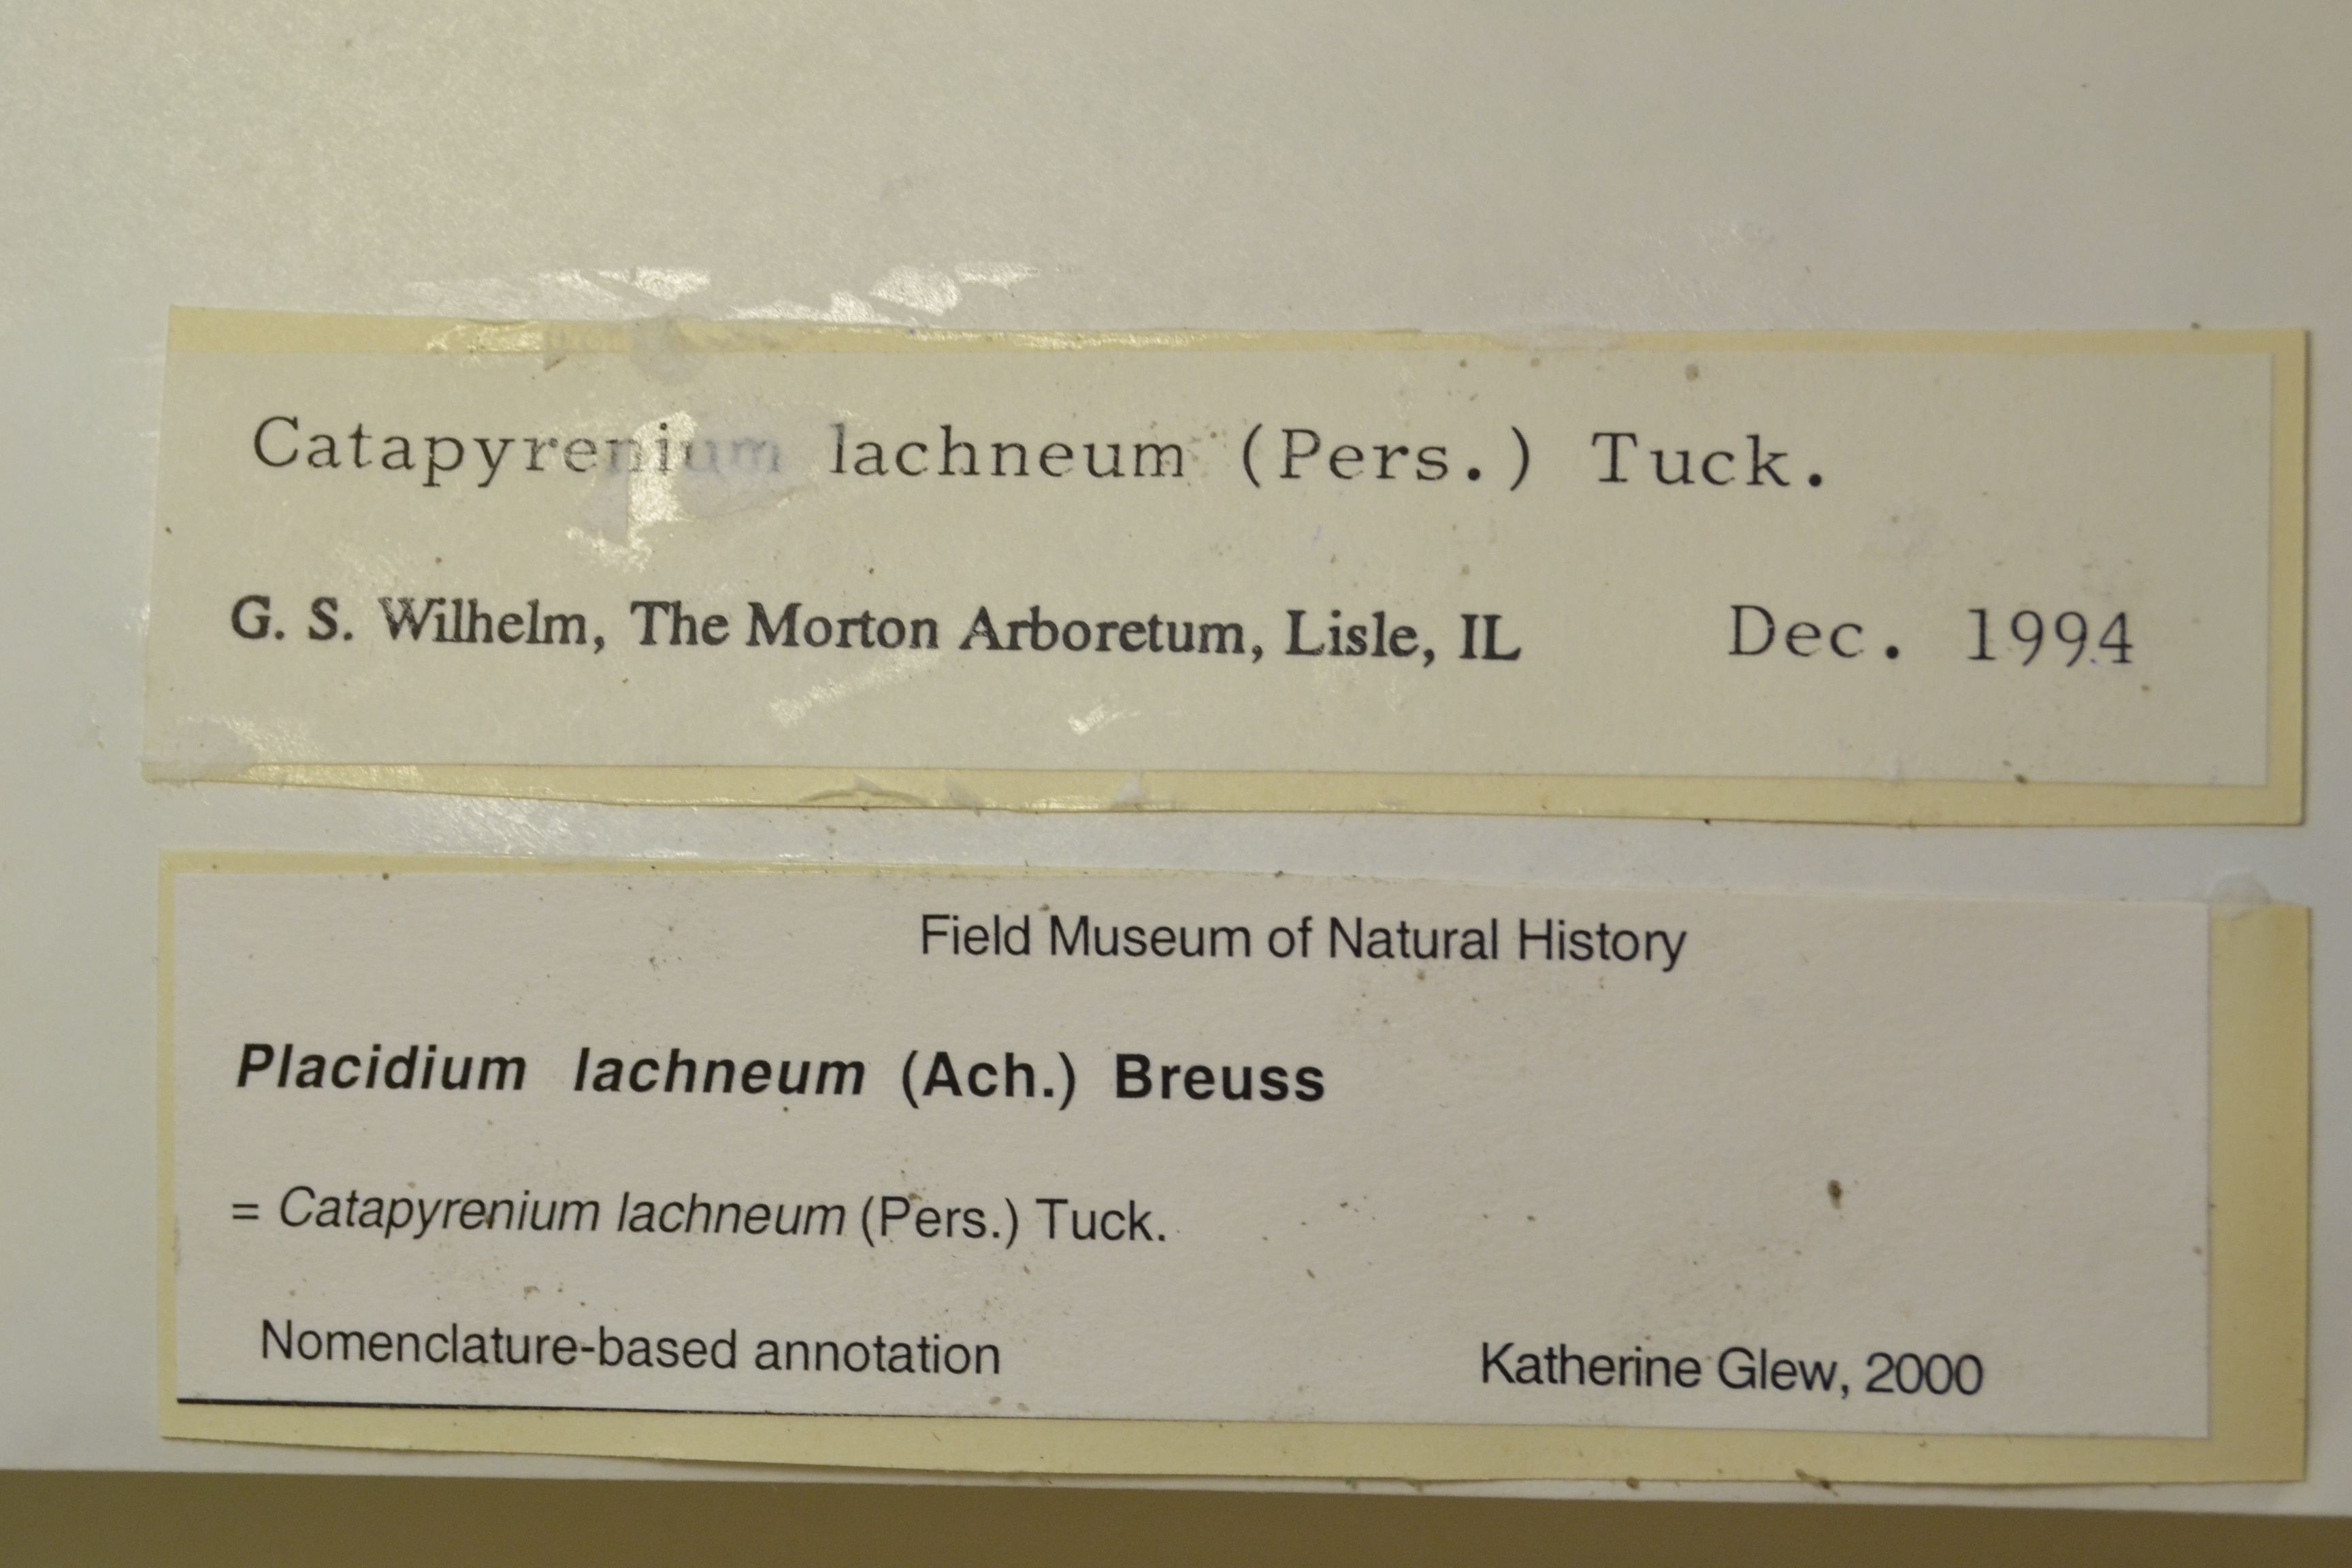 Catapyrenium lachneum (Pers.) Tuck.
G. S. Wilhelm, The Morton Arboretum, Lisle, IL Dec. 1994
Field Museum of Natural History
Placidium lachneum (Ach.) Breuss
= Catapyrenium lachneum (Pers.) Tuck.
Nomenclature-based annotation Katherine Glew, 2000